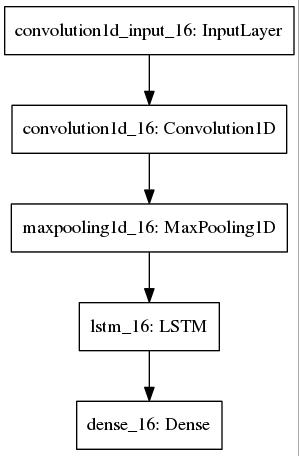 convolution1d_input_16: InputLayer
convolution1d_16: Convolution1D
maxpooling1d_16: MaxPooling1D
lstm_16: LSTM
dense_16: Dense